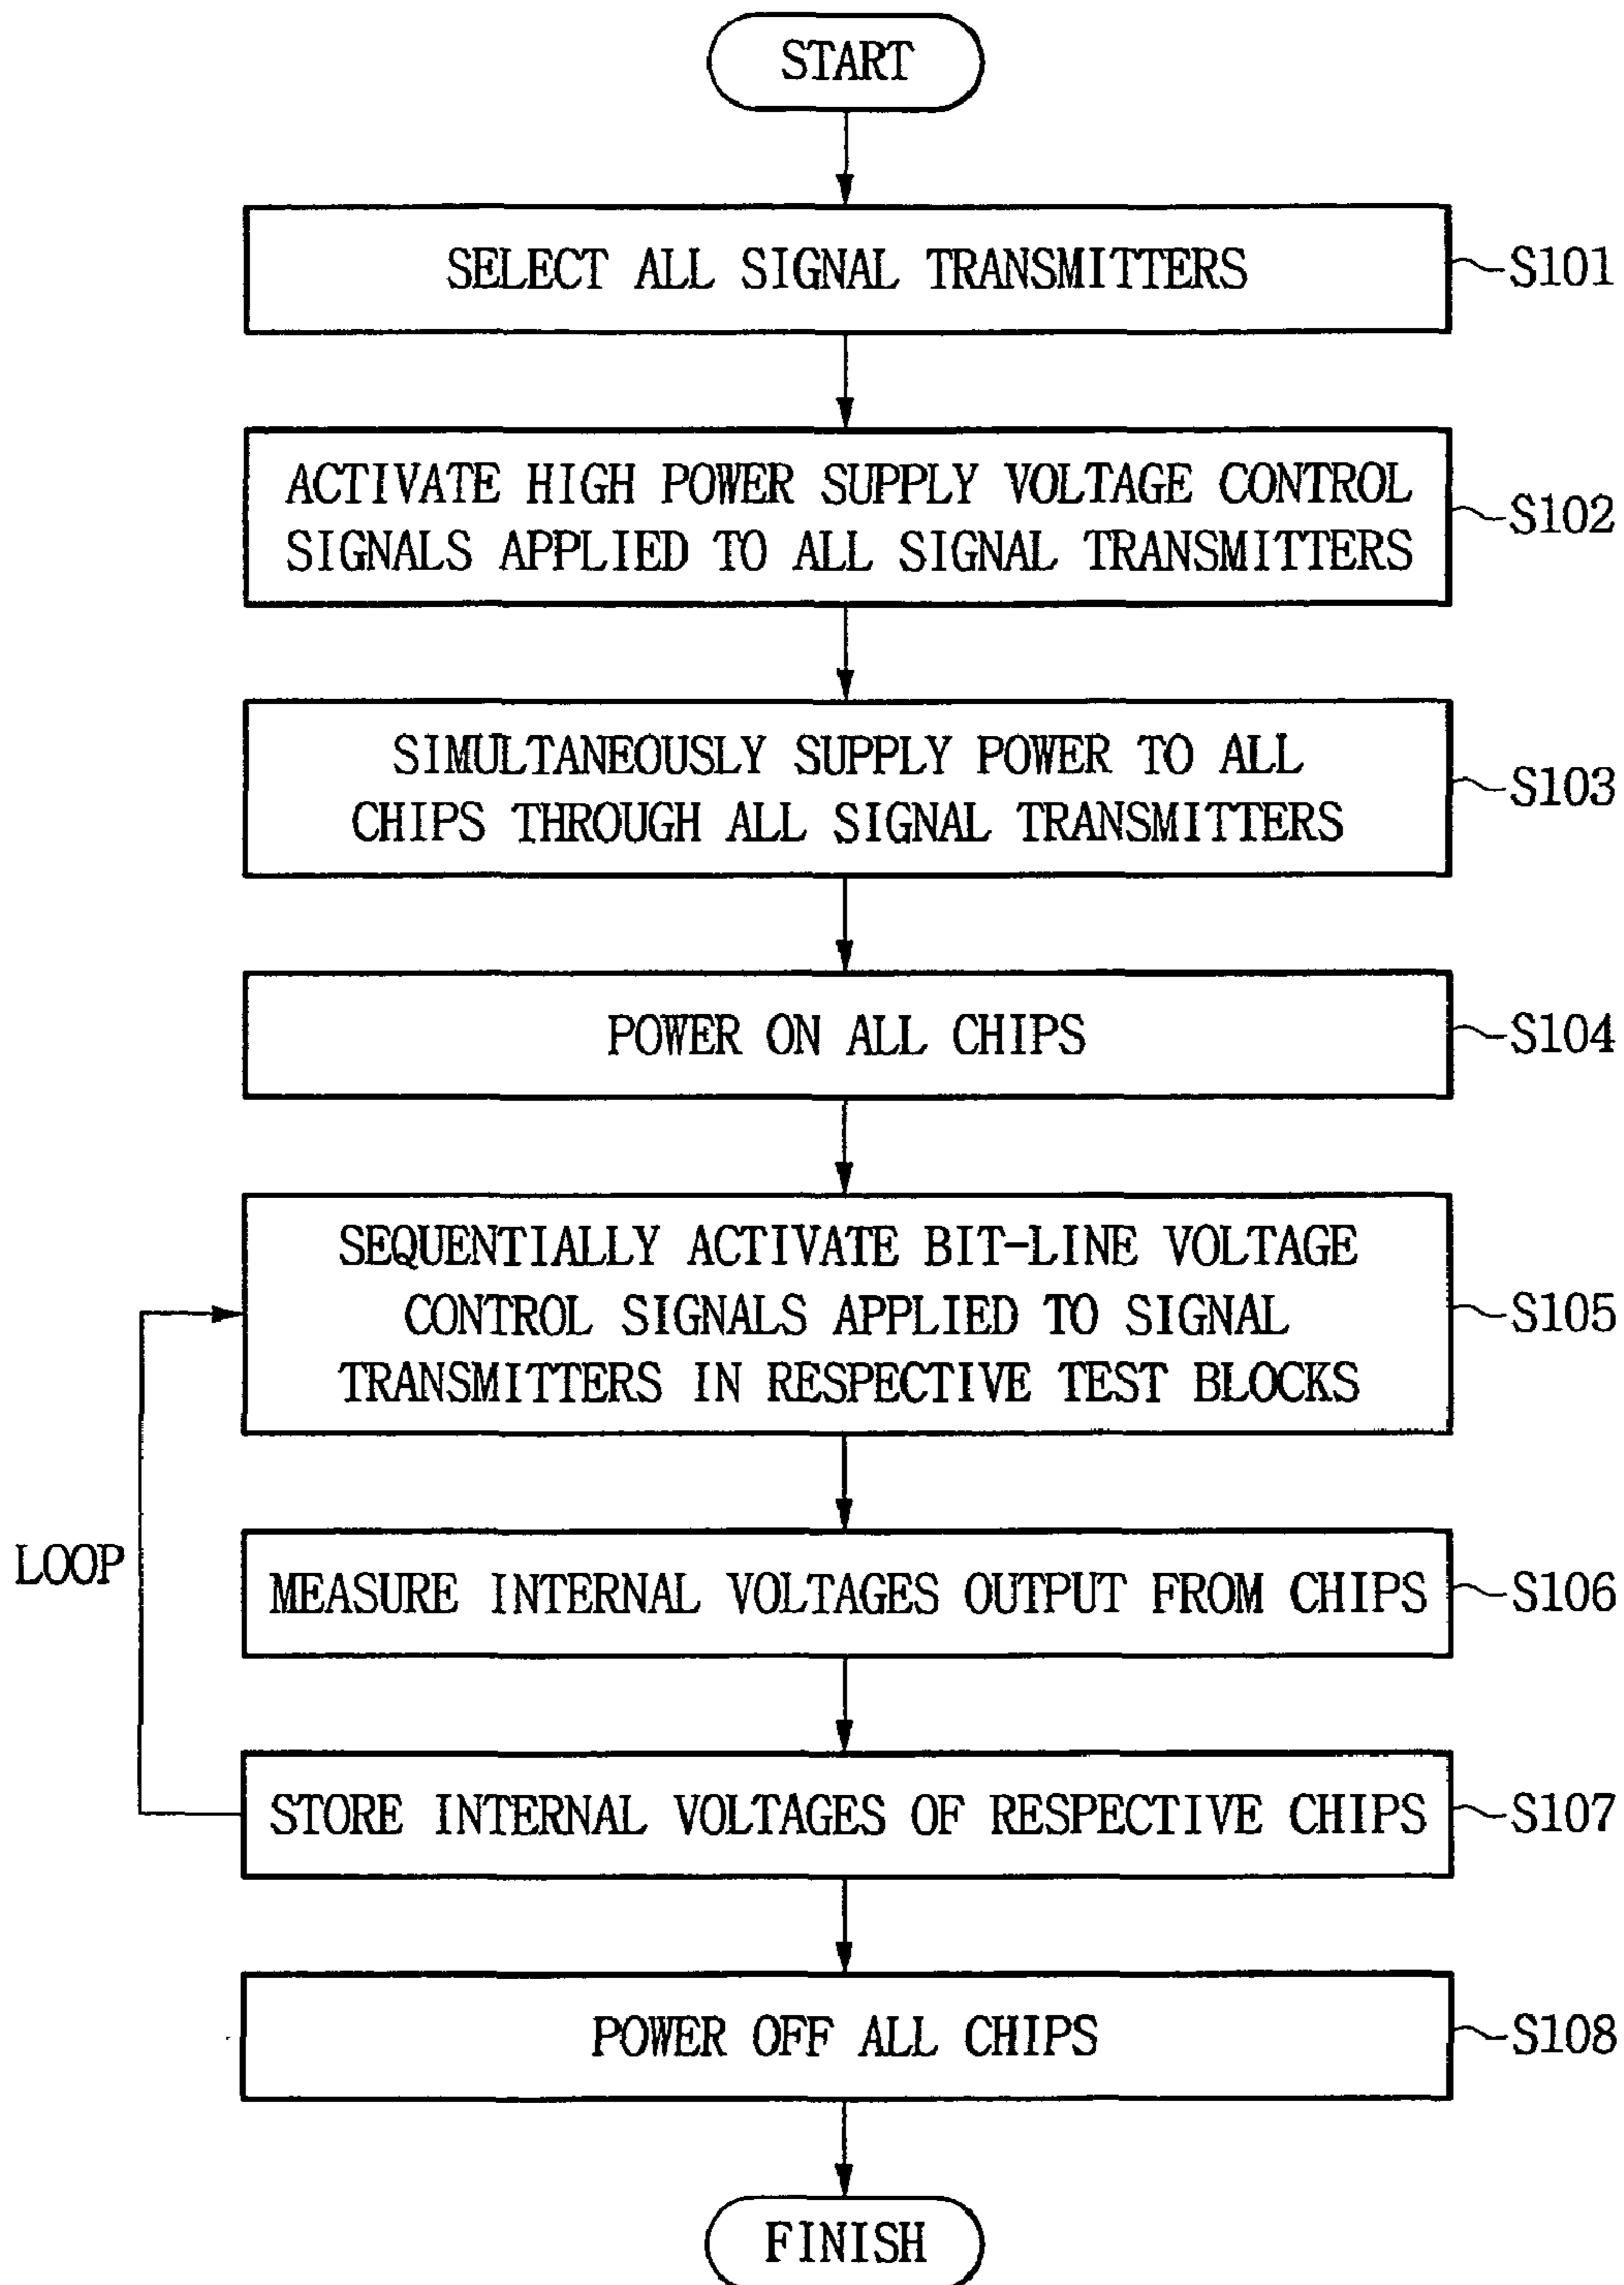 START
SELECT ALL SIGNAL TRANSMITTERS
S101
ACTIVATE HIGH POWER SUPPLY VOLTAGE CONTROL
SIGNALS APPLIED TO ALL SIGNAL TRANSMITTERS
S102
SIMULTANEOUSLY SUPPLY POWER TO ALL
CHIPS THROUGH ALL SIGNAL TRANSMITTERS
S103
POWER ON ALL CHIPS
S104
SEQUENTIALLY ACTIVATE BIT-LINE VOLTAGE
CONTROL SIGNALS APPLIED TO SIGNAL
TRANSMITTERS IN RESPECTIVE TEST BLOCKS
S105
LOOP
MEASURE INTERNAL VOLTAGES OUTPUT FROM CHIPS
S106
STORE INTERNAL VOLTAGES OF RESPECTIVE CHIPS
S107
POWER OFF ALL CHIPS
S108
FINISH